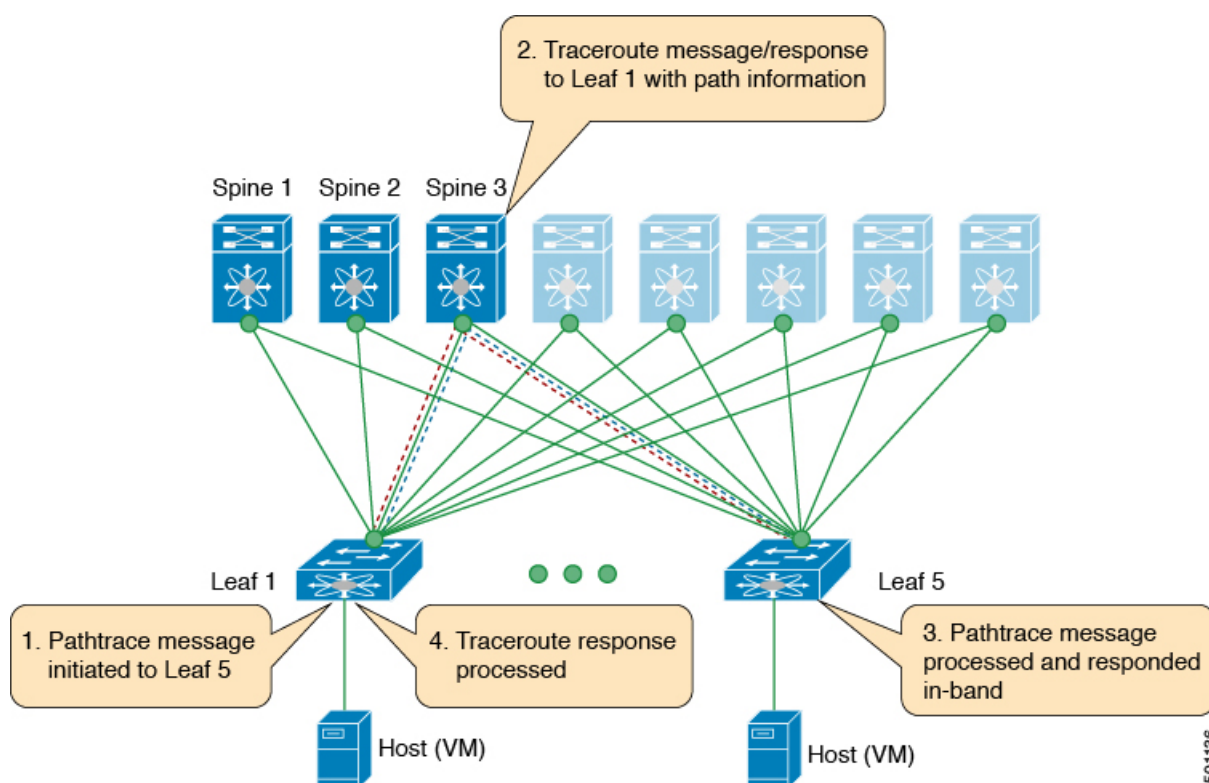 2. Traceroute message/response
to Leaf 1 with path information
Spine 1
Spine 2
Spine 3
Leaf 1
Leaf 5
1. Pathtrace message
initiated to Leaf 5
4. Traceroute response
processed
3. Pathtrace message
processed and responded
in-band
Host (VM)
Host (VM)